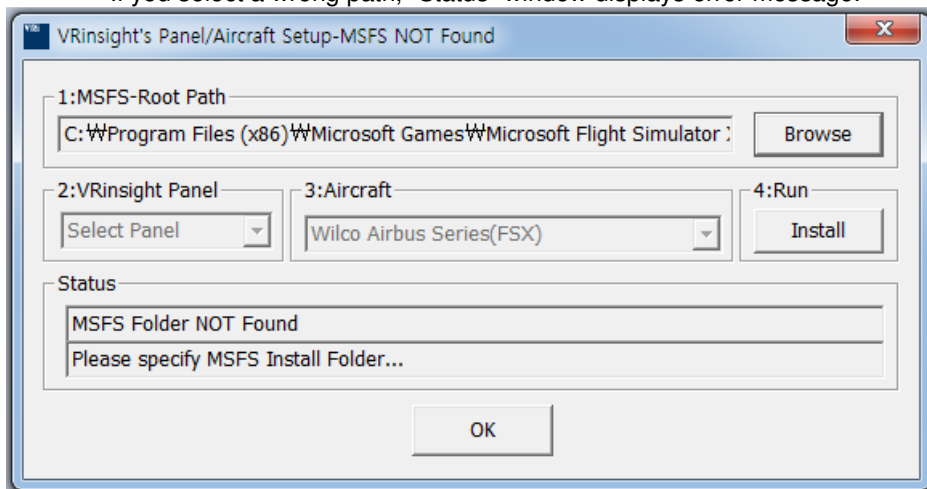 If you select a wrong path, "Status" window displays error message.
VRinsight's Panel/Aircraft Setup-MSFS NOT Found
1:MSFS-Root Path
C:₩Program Files (x86)₩Microsoft Games₩Microsoft Flight Simulator
Browse
2:VRinsight Panel
3:Aircraft
4:Run
Select Panel
Wilco Airbus Series(FSX)
Install
Status
MSFS Folder NOT Found
Please specify MSFS Install Folder...
OK